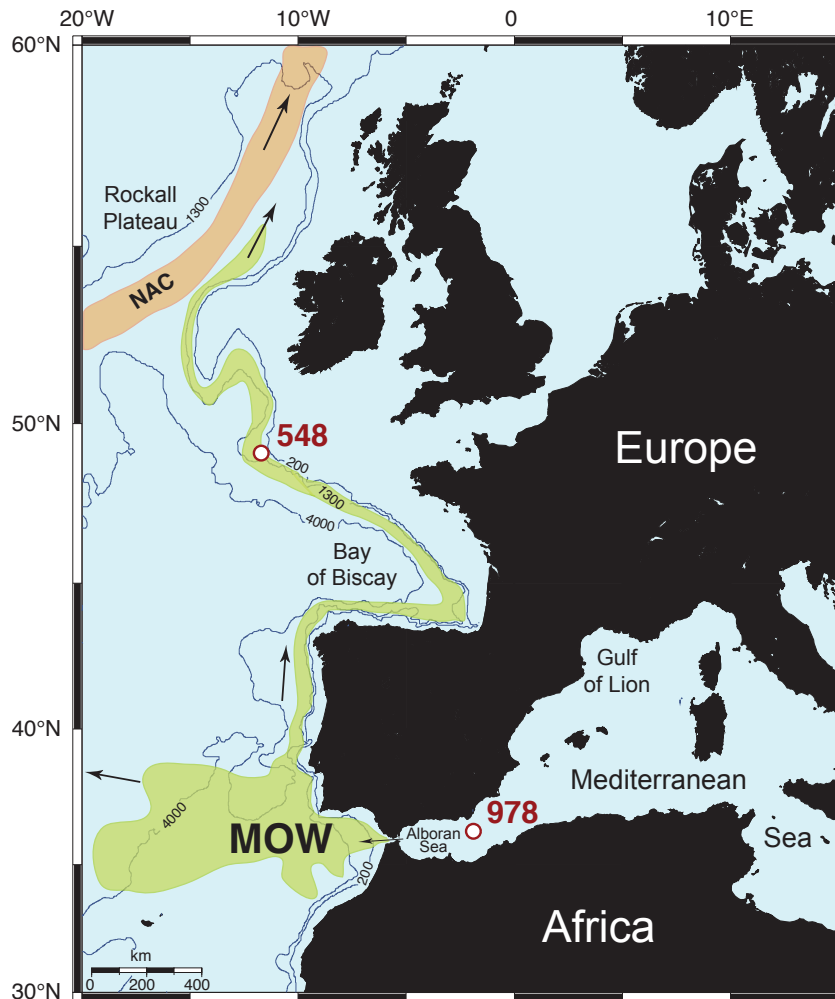 20°W 10°W 0 10°E
60°N
Rockall
Plateau
1300
NAC
50°N
548
Europe
200
1300
4000
Bay
of Biscay
Gulf
of Lion
40°N
Mediterranean
978
4000
MOW
Alboran
Sea
Sea
200
Africa
km
0 200 400
30°N